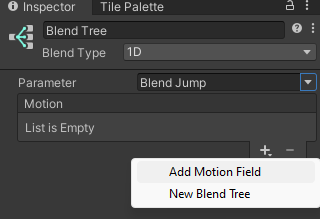 Inspector
Tile Palette
Blend Tree
Blend Type
1D
Parameter
Blend Jump
Motion
List is Empty
Add Motion Field
New Blend Tree